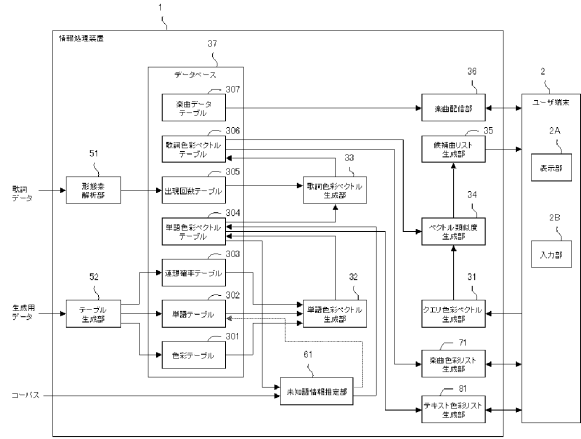 1
情報処理装置
37
データベース
307
楽曲データ
テーブル
306
歌詞色彩ベクトル
テーブル
305
出現回数テーブル
304
単語色彩ベクトル
テーブル
303
連想確率テーブル
302
単語テーブル
301
色彩テーブル
51
形態素
解析部
52
テーブル
生成部
歌詞
データ
生成用
データ
コーパス
33
歌詞色彩ベクトル
生成部
32
単語色彩ベクトル
生成部
61
未知語情報推定部
36
楽曲配信部
35
候補曲リスト
生成部
34
ベクトル類似度
生成部
31
クエリ色彩ベクトル
生成部
71
楽曲色彩リスト
生成部
81
テキスト色彩リスト
生成部
2
ユーザ端末
2A
表示部
2B
入力部